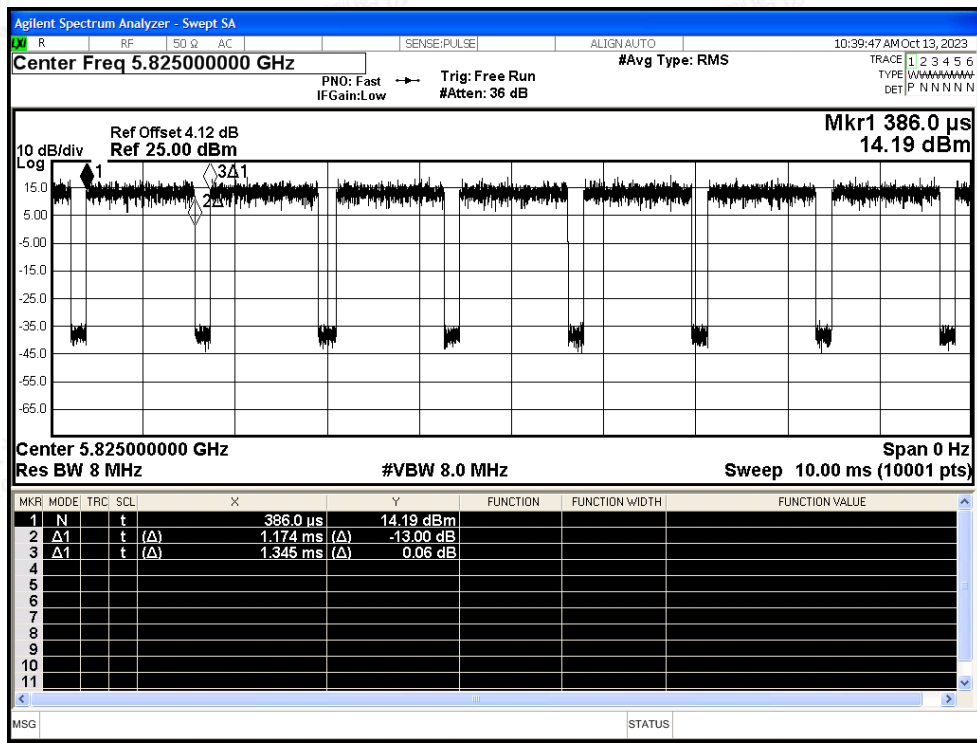 Agilent Spectrum Analyzer - Swept SA
LXI R RF 50 Ω AC SENSE:PULSE ALIGN AUTO 10:39:47 AM Oct 13, 2023
Center Freq 5.825000000 GHz
PNO: Fast
IFGain:Low
Trig: Free Run
#Atten: 36 dB
#Avg Type: RMS
TRACE 1 2 3 4 5 6
TYPE
DET P N N N N N
Ref Offset 4.12 dB
10 dB/div Ref 25.00 dBm
Log
Mkr1 386.0 µs
14.19 dBm
1
3Δ1
15.0
5.00
-5.00
-15.0
-25.0
-35.0
-45.0
-55.0
-65.0
Center 5.825000000 GHz Span 0 Hz
Res BW 8 MHz #VBW 8.0 MHz Sweep 10.00 ms (10001 pts)
MKR MODE TRC SCL X Y FUNCTION FUNCTION WIDTH FUNCTION VALUE
1 N t 386.0 µs 14.19 dBm
2 Δ1 t (Δ) 1.174 ms (Δ) -13.00 dB
3 Δ1 t (Δ) 1.345 ms (Δ) 0.06 dB
4
5
6
7
8
9
10
11
MSG STATUS